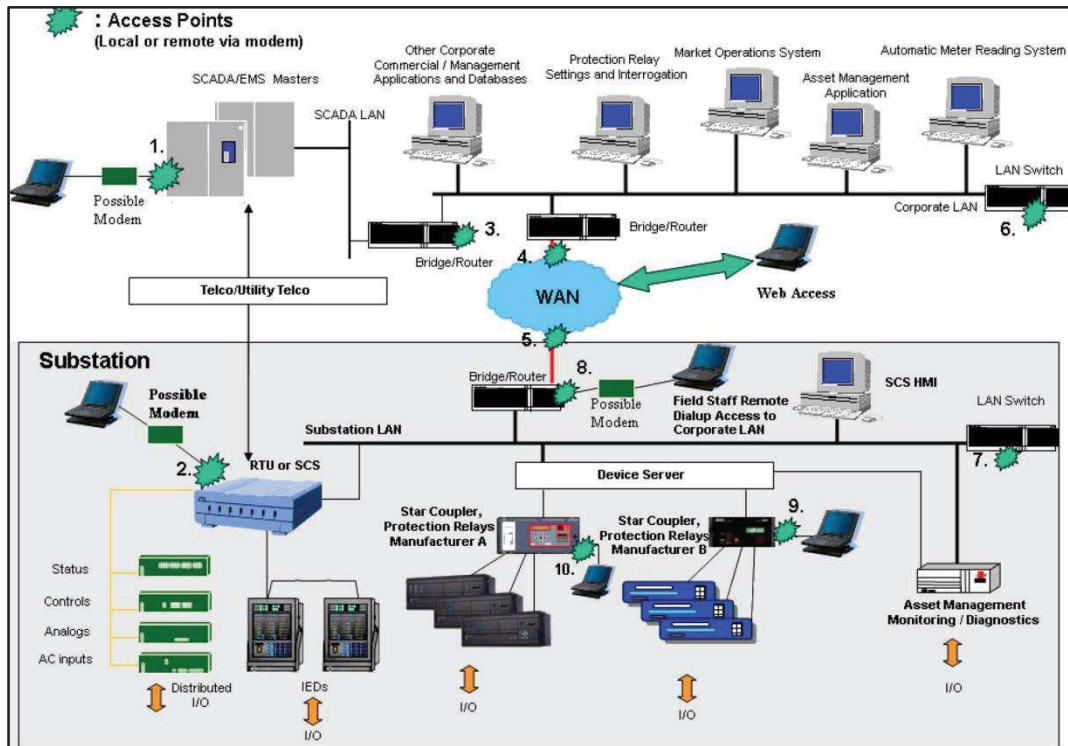 : Access Points
(Local or remote via modem)
SCADA/EMS Masters
SCADA LAN
Other Corporate
Commercial / Management
Applications and Databases
Protection Relay
Settings and Interrogation
Market Operations System
Asset Management
Application
Automatic Meter Reading System
LAN Switch
1.
Possible
Modem
3.
Bridge/Router
4.
Bridge/Router
Corporate LAN
6.
Telco/Utility Telco
WAN
Web Access
5.
Substation
Possible
Modem
Bridge/Router
8.
Possible
Modem
Field Staff Remote
Dialup Access to
Corporate LAN
SCS HMI
LAN Switch
Substation LAN
2.
RTU or SCS
7.
Device Server
Star Coupler,
Protection Relays
Manufacturer A
Star Coupler,
Protection Relays
Manufacturer B
9.
10.
Status
Controls
Analogs
AC inputs
Asset Management
Monitoring / Diagnostics
Distributed
I/O
IEDs
I/O
I/O
I/O
I/O